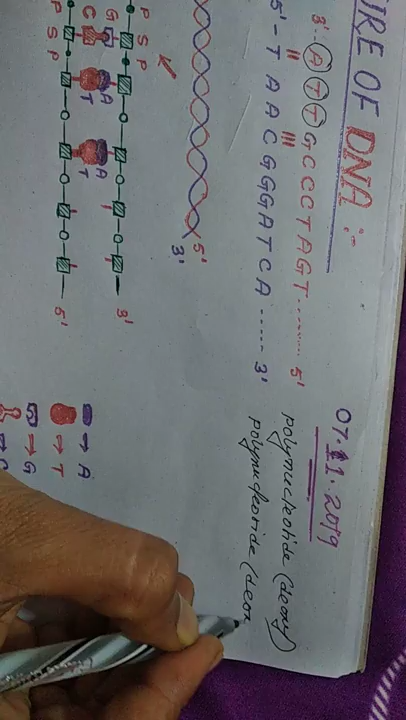 IRE OF DNA :-
07.11.2019
3'- A T T G C C C T A G T ........ 5'
5'- T A A C G G G A T C A ..... 3'
polynucleotide (deoxy)
polynucleotide (deox
5'
3'
P S P
G A A 3'
C T T
P S P 5'
→ A
→ T
→ G